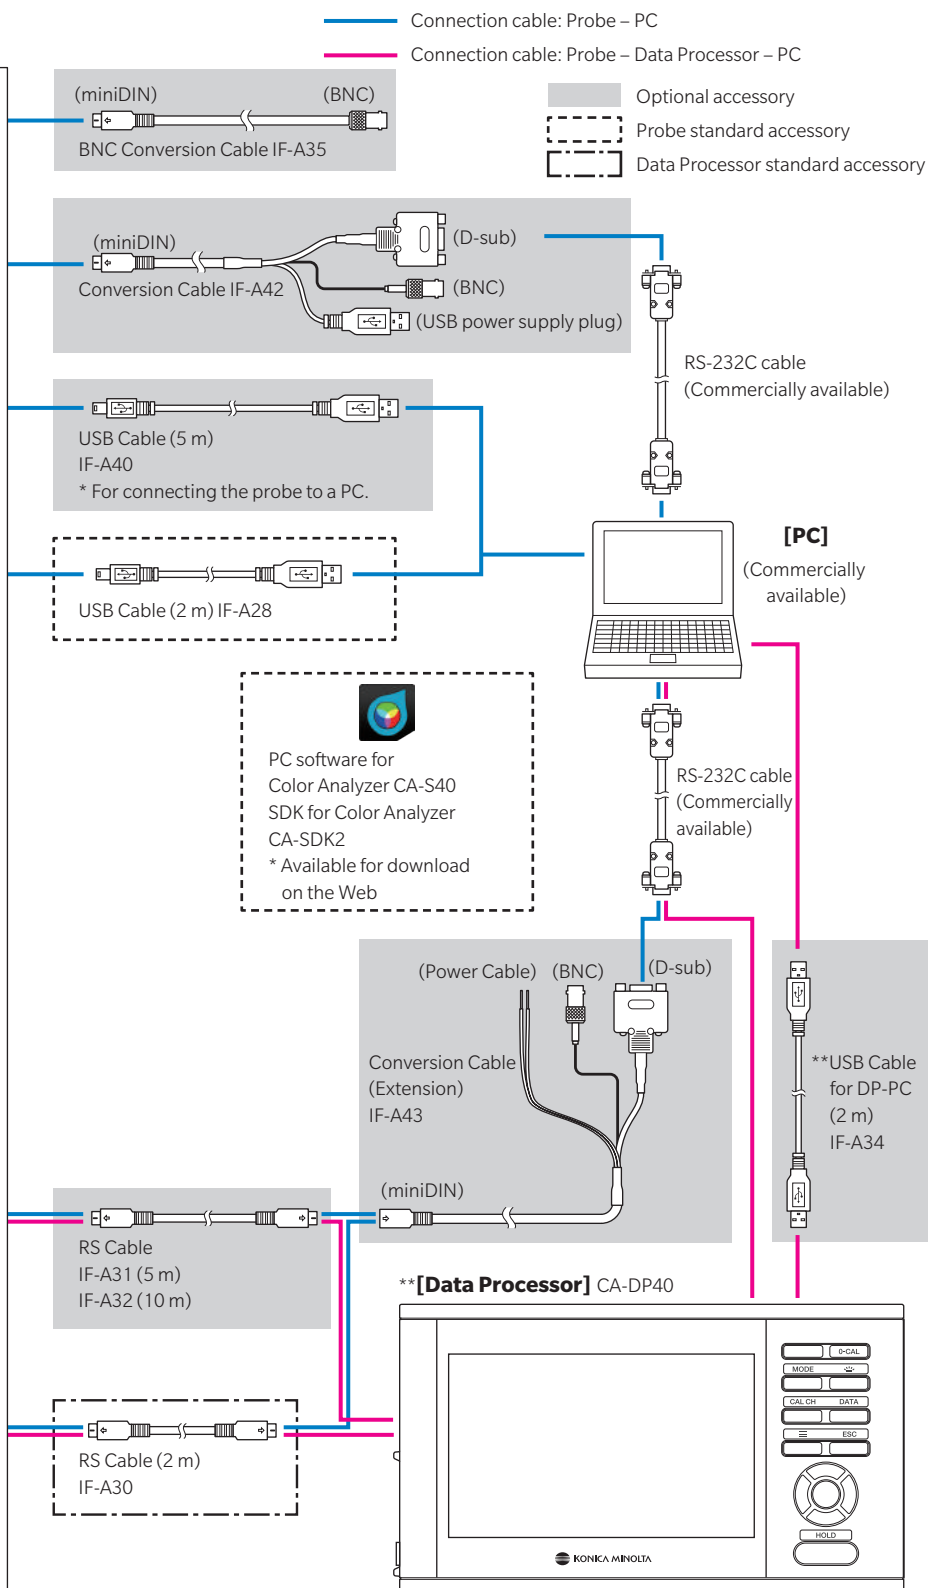 Connection cable: Probe – PC
Connection cable: Probe – Data Processor – PC
Optional accessory
Probe standard accessory
Data Processor standard accessory
(miniDIN)
(BNC)
BNC Conversion Cable IF-A35
(miniDIN)
(D-sub)
Conversion Cable IF-A42
(BNC)
(USB power supply plug)
RS-232C cable
(Commercially available)
USB Cable (5 m)
IF-A40
* For connecting the probe to a PC.
[PC]
(Commercially
available)
USB Cable (2 m) IF-A28
PC software for
Color Analyzer CA-S40
SDK for Color Analyzer
CA-SDK2
* Available for download
on the Web
RS-232C cable
(Commercially
available)
(Power Cable)
(BNC)
(D-sub)
Conversion Cable
(Extension)
IF-A43
(miniDIN)
**USB Cable
for DP-PC
(2 m)
IF-A34
RS Cable
IF-A31 (5 m)
IF-A32 (10 m)
**[Data Processor] CA-DP40
0-CAL
MODE
CAL CH
DATA
ESC
HOLD
KONICA MINOLTA
RS Cable (2 m)
IF-A30